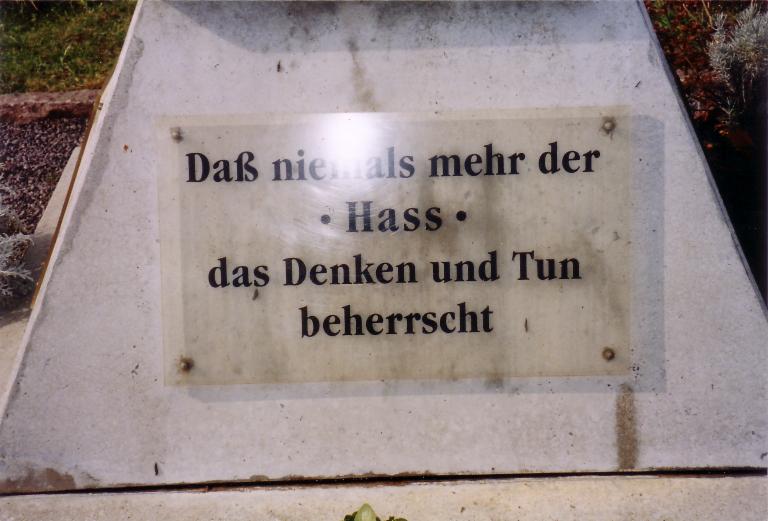 Daß niemals mehr der
• Hass •
das Denken und Tun
beherrscht